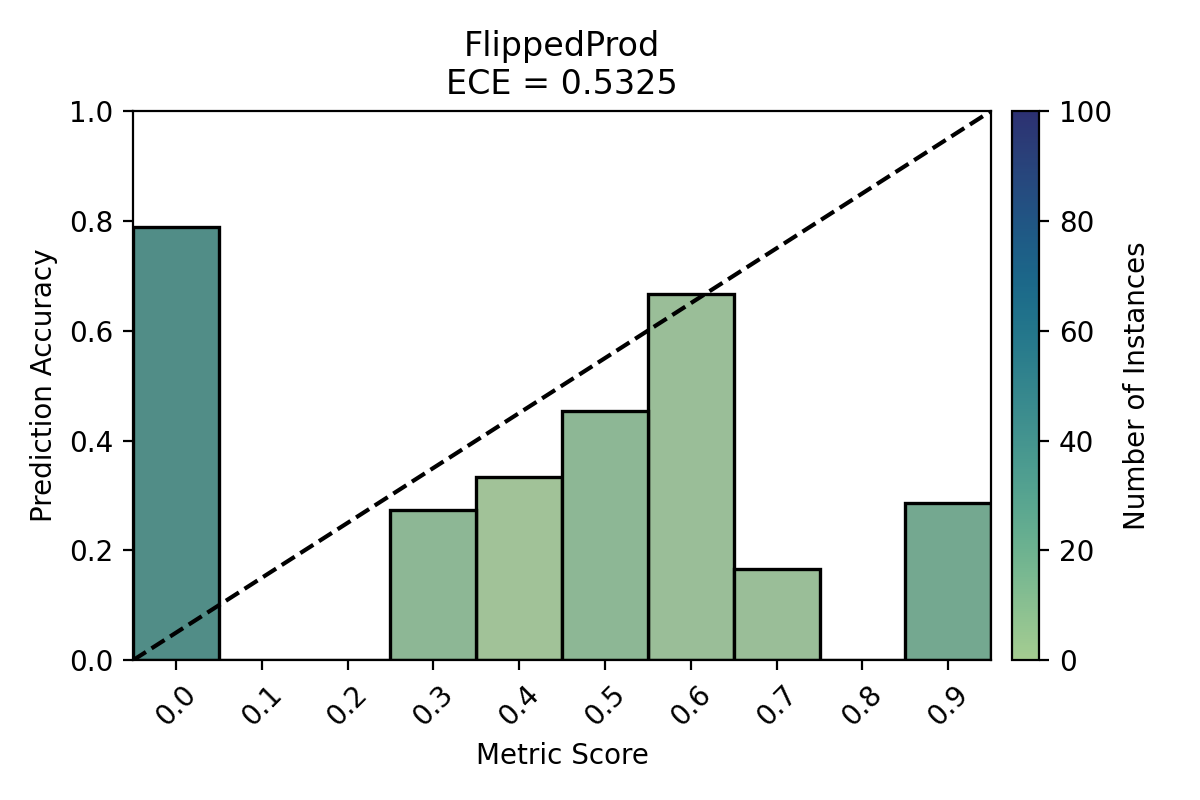 FlippedProd
ECE = 0.5325
1.0
0.8
0.6
0.4
0.2
0.0
Prediction Accuracy
0.0 0.1 0.2 0.3 0.4 0.5 0.6 0.7 0.8 0.9
Metric Score
100
80
60
40
20
0
Number of Instances